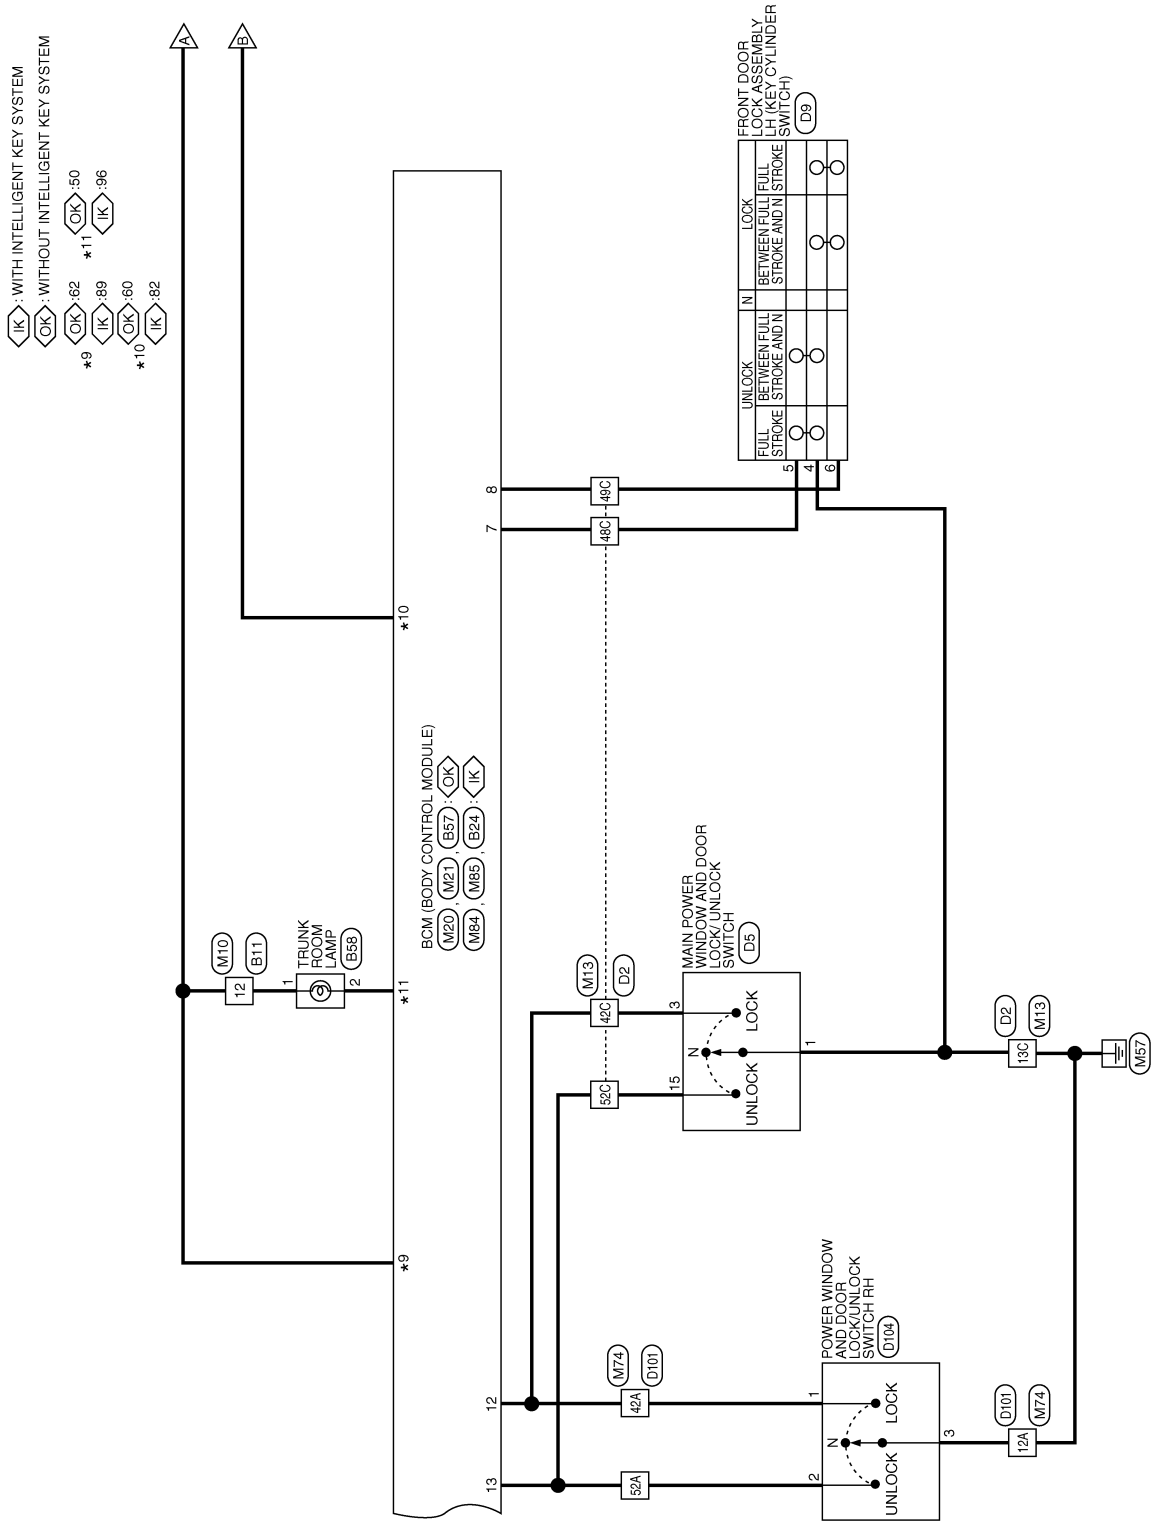 IK : WITH INTELLIGENT KEY SYSTEM
OK : WITHOUT INTELLIGENT KEY SYSTEM
*9 OK :62
IK :89
*10 OK :60
IK :82
*11 OK :50
IK :96
A
B
M10
12
B11
1
TRUNK
ROOM
LAMP
B58
2
*9
*11
*10
BCM (BODY CONTROL MODULE)
M20 , M21 , B57 : OK
M84 , M85 , B24 : IK
13
12
7
8
52C
42C
M13
D2
48C
49C
52A
42A
M74
D101
15
3
MAIN POWER
WINDOW AND DOOR
LOCK/ UNLOCK
SWITCH
D5
N
UNLOCK
LOCK
1
5
4
6
UNLOCK
N
LOCK
FULL
STROKE
BETWEEN FULL
STROKE AND N
BETWEEN FULL
STROKE AND N
FULL
STROKE
FRONT DOOR
LOCK ASSEMBLY
LH (KEY CYLINDER
SWITCH)
D9
2
1
POWER WINDOW
AND DOOR
LOCK/UNLOCK
SWITCH RH
D104
N
UNLOCK
LOCK
3
12A
D101
M74
13C
D2
M13
M57